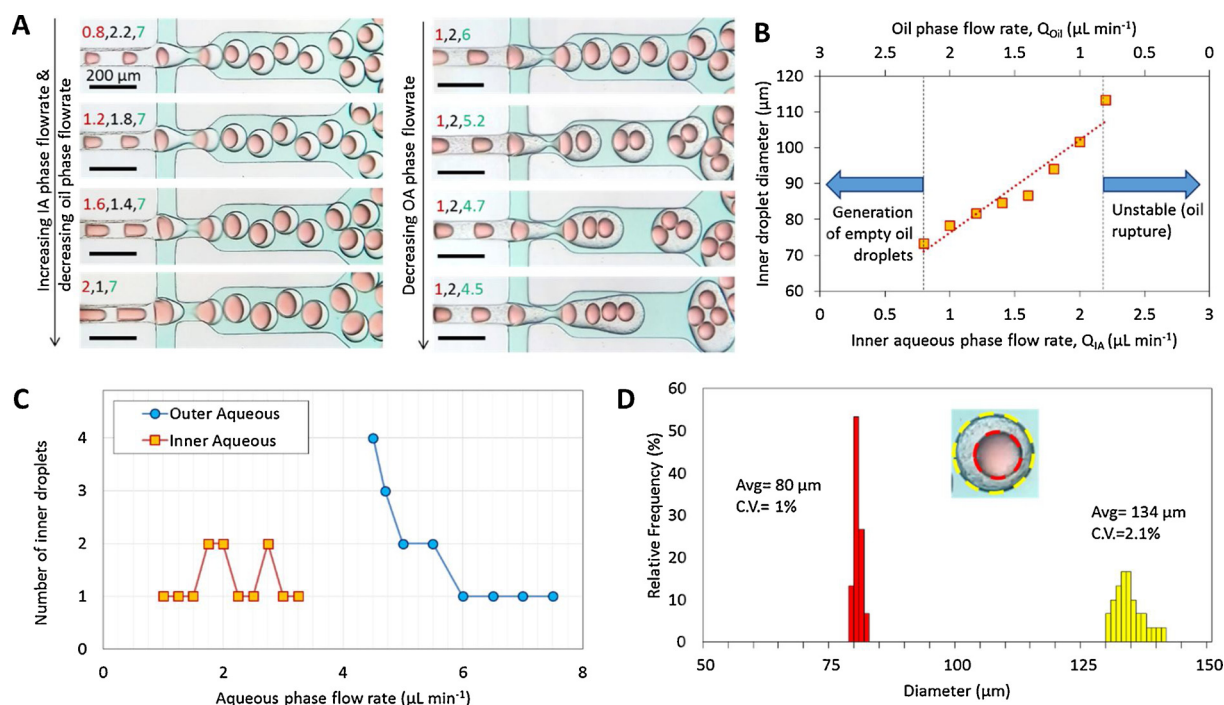 A
Increasing IA phase flowrate &
decreasing oil phase flowrate
0.8,2.2,7
200 µm
1.2,1.8,7
1.6,1.4,7
2,1,7
Decreasing OA flowrate
1,2,6
1,2,5.2
1,2,4.7
1,2,4.5
B
Oil phase flow rate, QOil (µL min-1)
3 2.5 2 1.5 1 0.5 0
Inner droplet diameter (µm)
120
110
100
90
80
70
60
Generation
of empty oil
droplets
Unstable (oil
rupture)
0 0.5 1 1.5 2 2.5 3
Inner aqueous phase flow rate, QIA (µL min-1)
C
Number of inner droplets
Outer Aqueous
Inner Aqueous
4
3
2
1
0
0 2 4 6 8
Aqueous phase flow rate (µL min-1)
D
Relative Frequency (%)
60
50
40
30
20
10
0
Avg= 80 µm
C.V.= 1%
Avg= 134 µm
C.V.=2.1%
50 75 100 125 150
Diameter (µm)